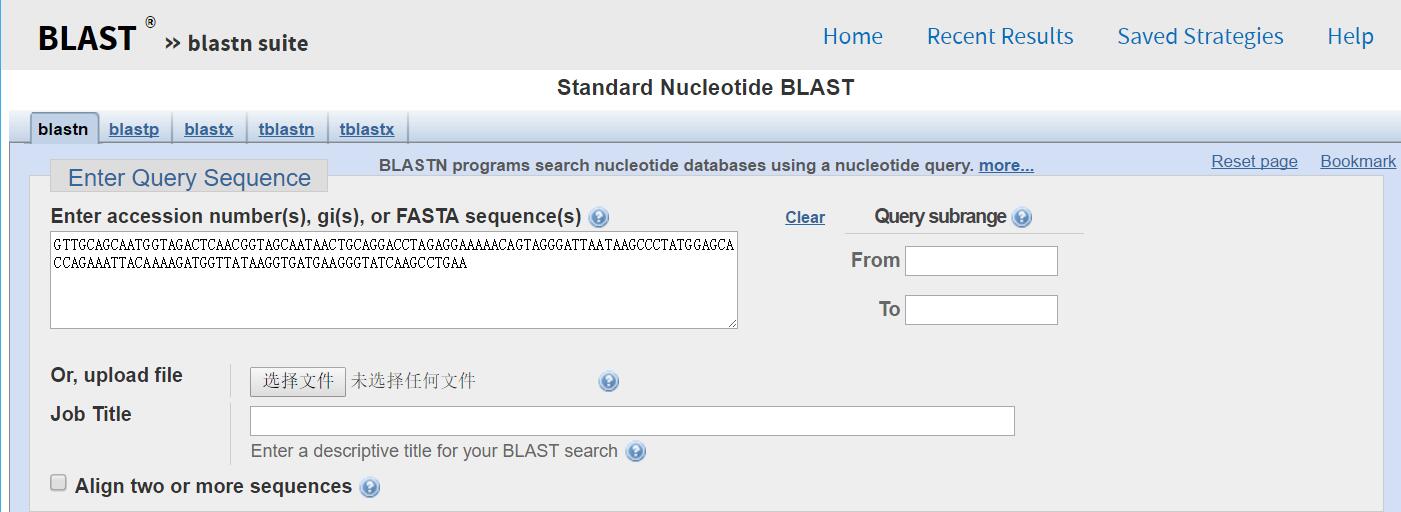 BLAST ® » blastn suite
Home Recent Results Saved Strategies Help
Standard Nucleotide BLAST
blastn blastp blastx tblastn tblastx
BLASTN programs search nucleotide databases using a nucleotide query. more...
Reset page Bookmark
Enter Query Sequence
Enter accession number(s), gi(s), or FASTA sequence(s)
Clear
Query subrange
GTTGCAGCAATGGTAGACTCAACGGTAGCAATAACTGCAGGACCTAGAGGAAAAACAGTAGGGATTAATAAGCCCTATGGAGCA
CCAGAAATTACAAAAGATGGTTATAAGGTGATGAAGGGTATCAAGCCTGAA
From
To
Or, upload file
选择文件 未选择任何文件
Job Title
Enter a descriptive title for your BLAST search
Align two or more sequences